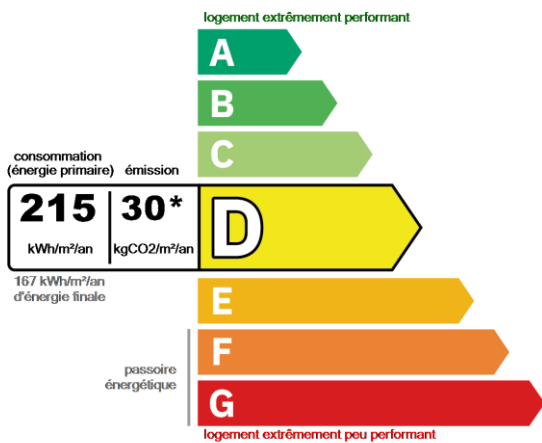 logement extrêmement performant
A
B
C
consommation
(énergie primaire) émission
215 30*
kWh/m²/an kgCO2/m²/an
D
167 kWh/m²/an
d'énergie finale
E
F
passoire
énergétique
G
logement extrêmement peu performant